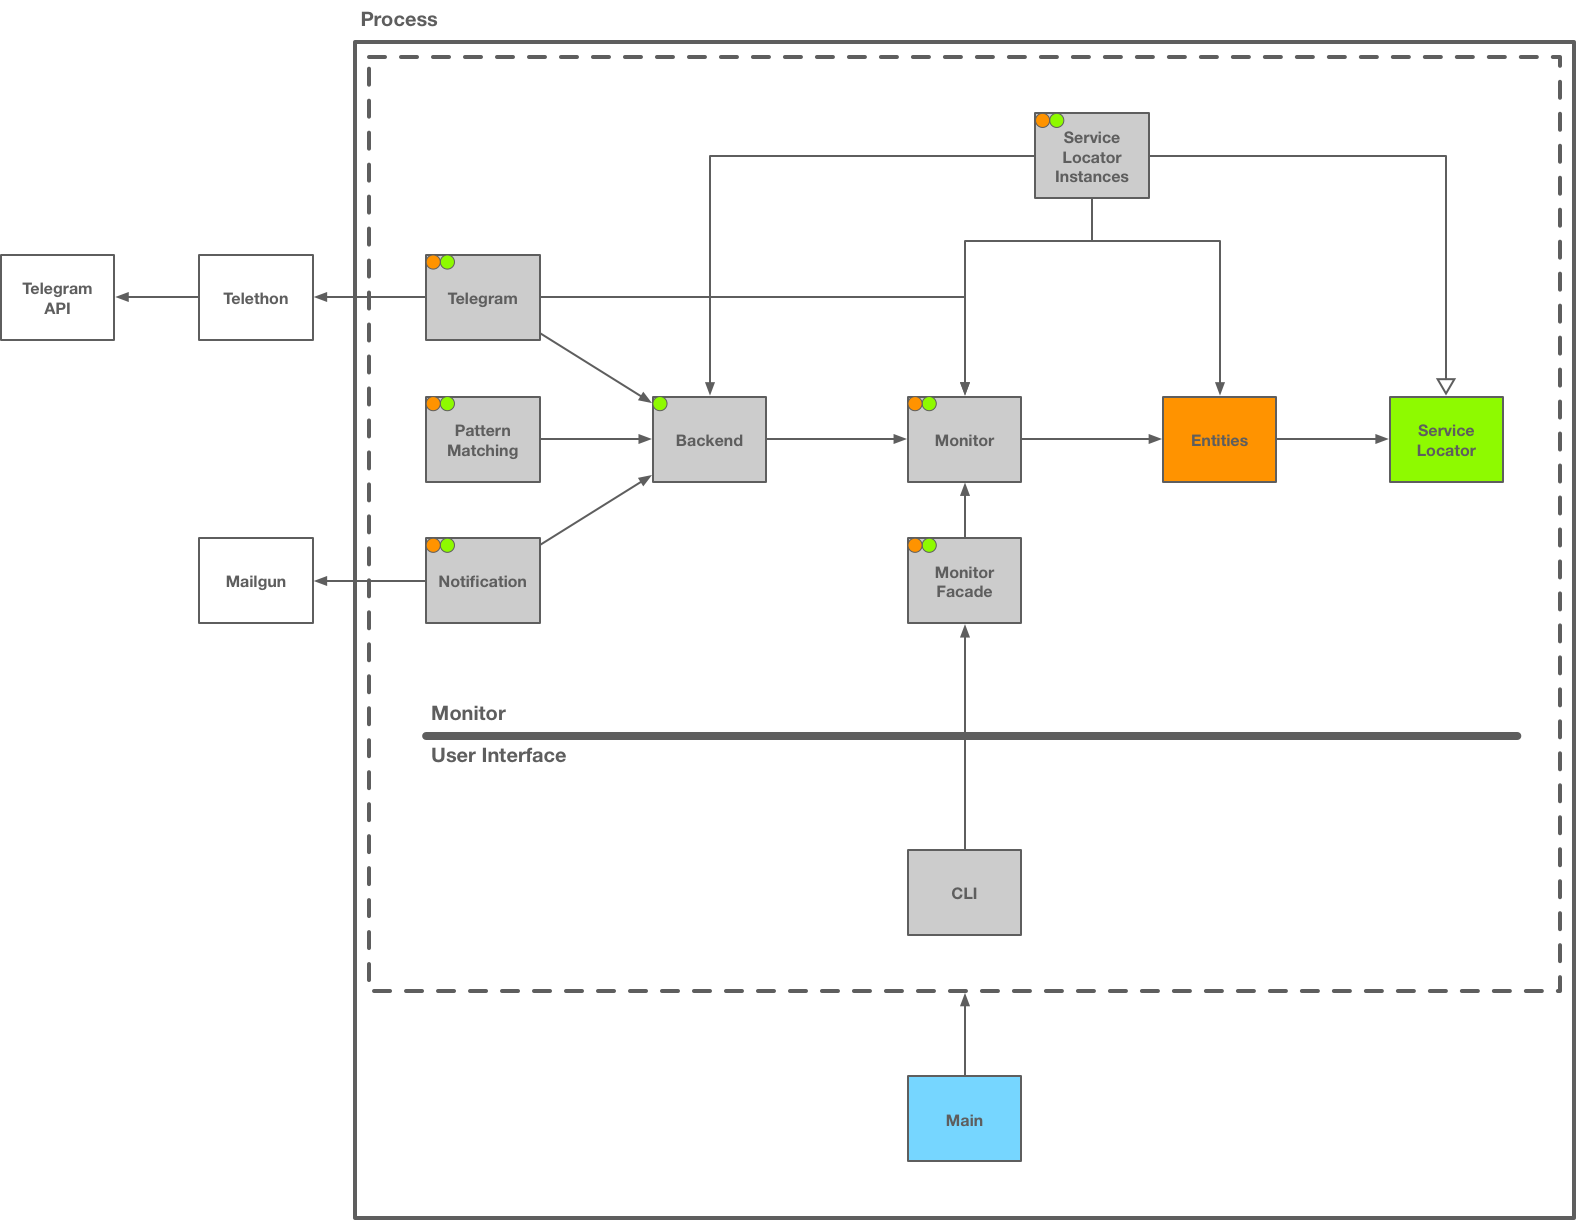 Process
Service
Locator
Instances
Telegram
API
Telethon
Telegram
Pattern
Matching
Backend
Monitor
Entities
Service
Locator
Mailgun
Notification
Monitor
Facade
Monitor
User Interface
CLI
Main